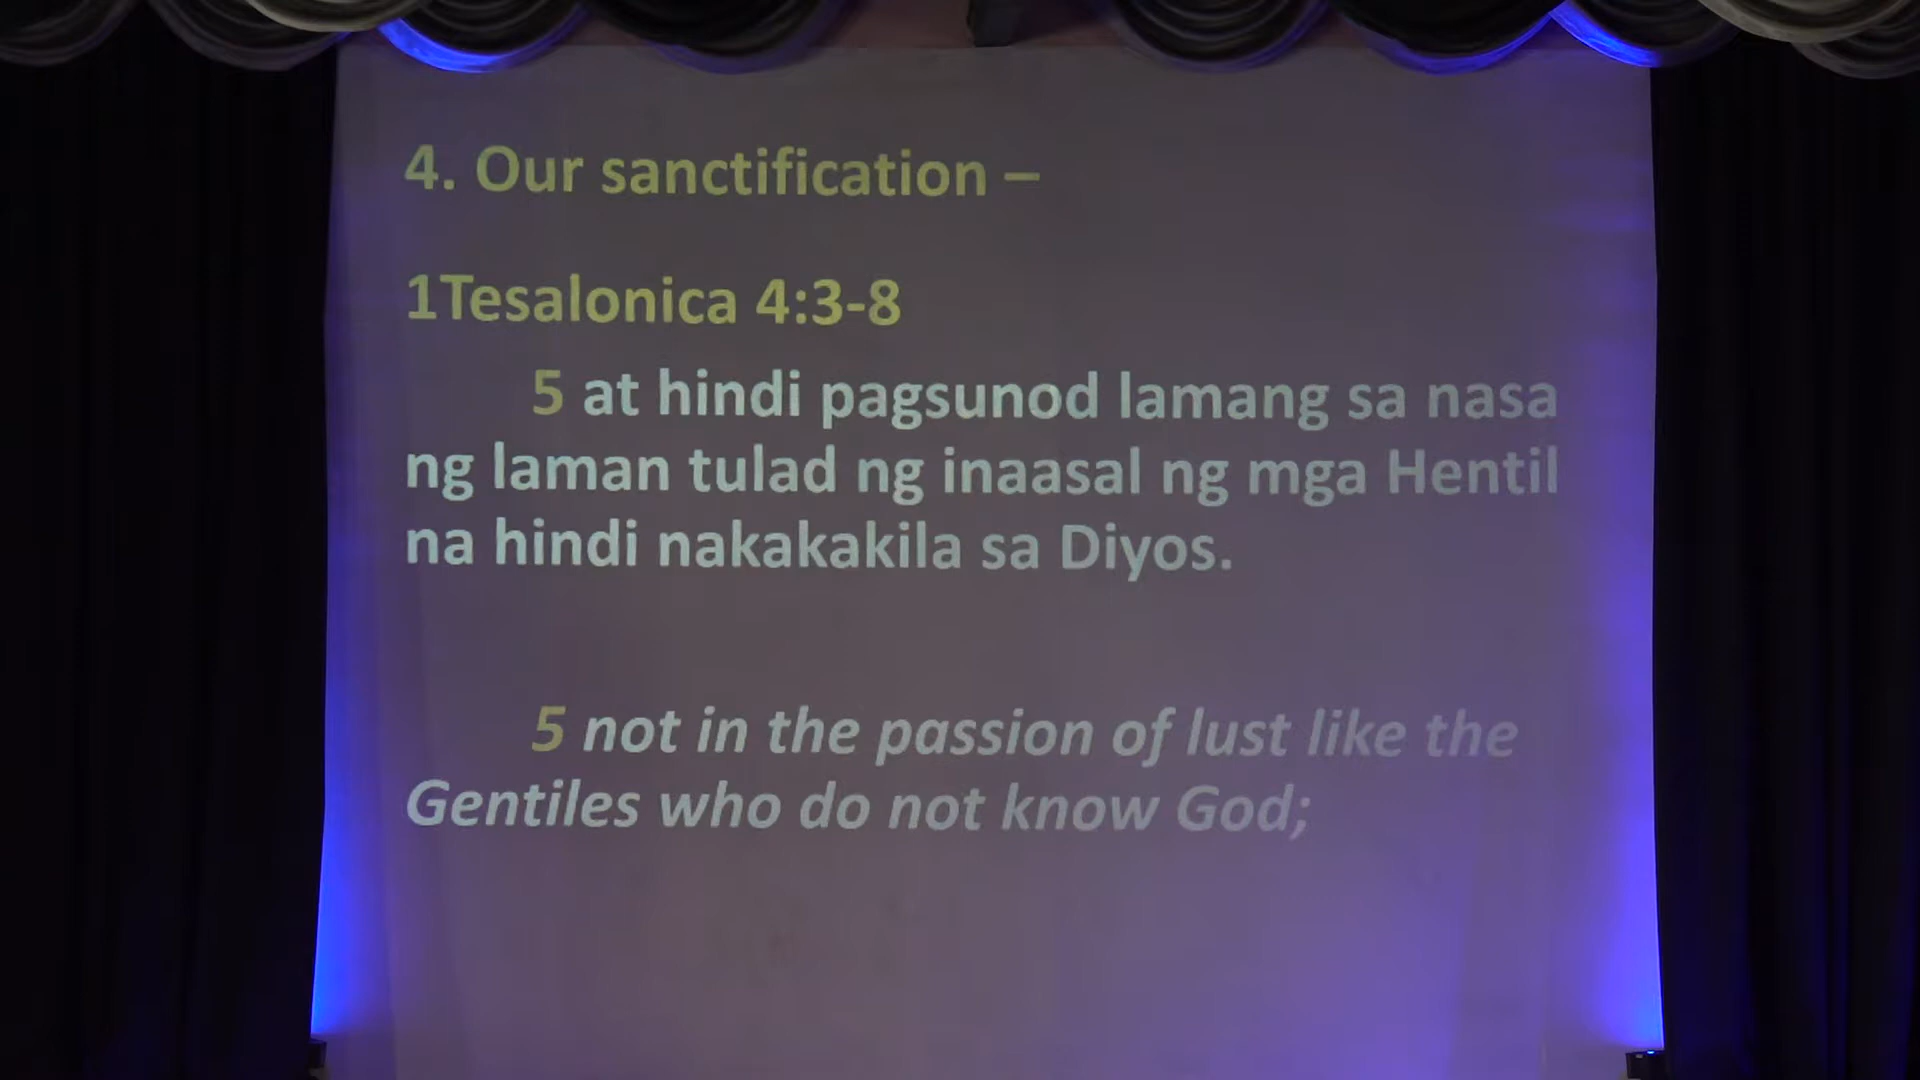 4. Our sanctification –
1Tesalonica 4:3-8
5 at hindi pagsunod lamang sa nasa
ng laman tulad ng inaasal ng mga Hentil
na hindi nakakakila sa Diyos.
5 not in the passion of lust like the
Gentiles who do not know God;